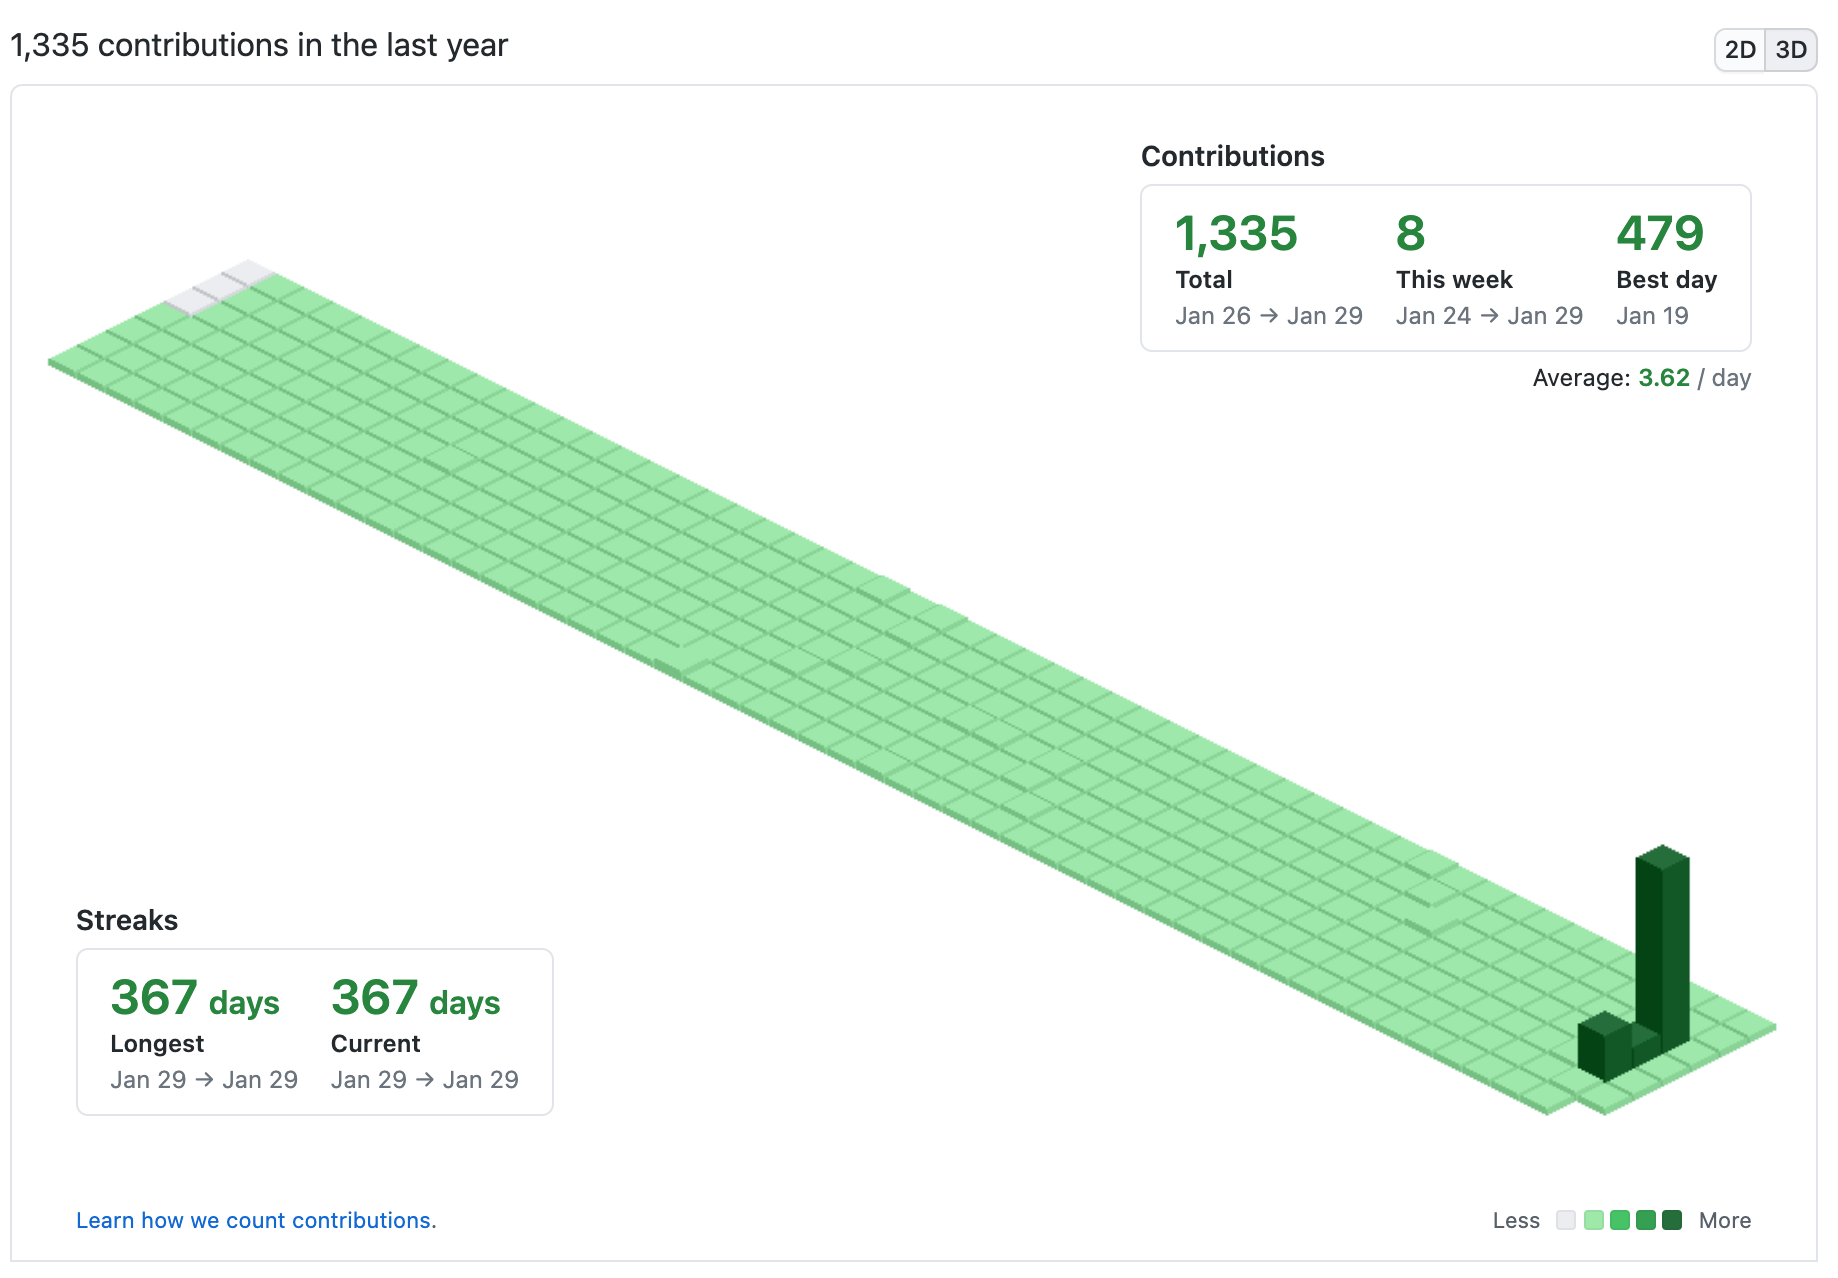 1,335 contributions in the last year
2D 3D
Contributions
1,335 8 479
Total This week Best day
Jan 26 → Jan 29 Jan 24 → Jan 29 Jan 19
Average: 3.62 / day
Streaks
367 days 367 days
Longest Current
Jan 29 → Jan 29 Jan 29 → Jan 29
Learn how we count contributions.
Less More